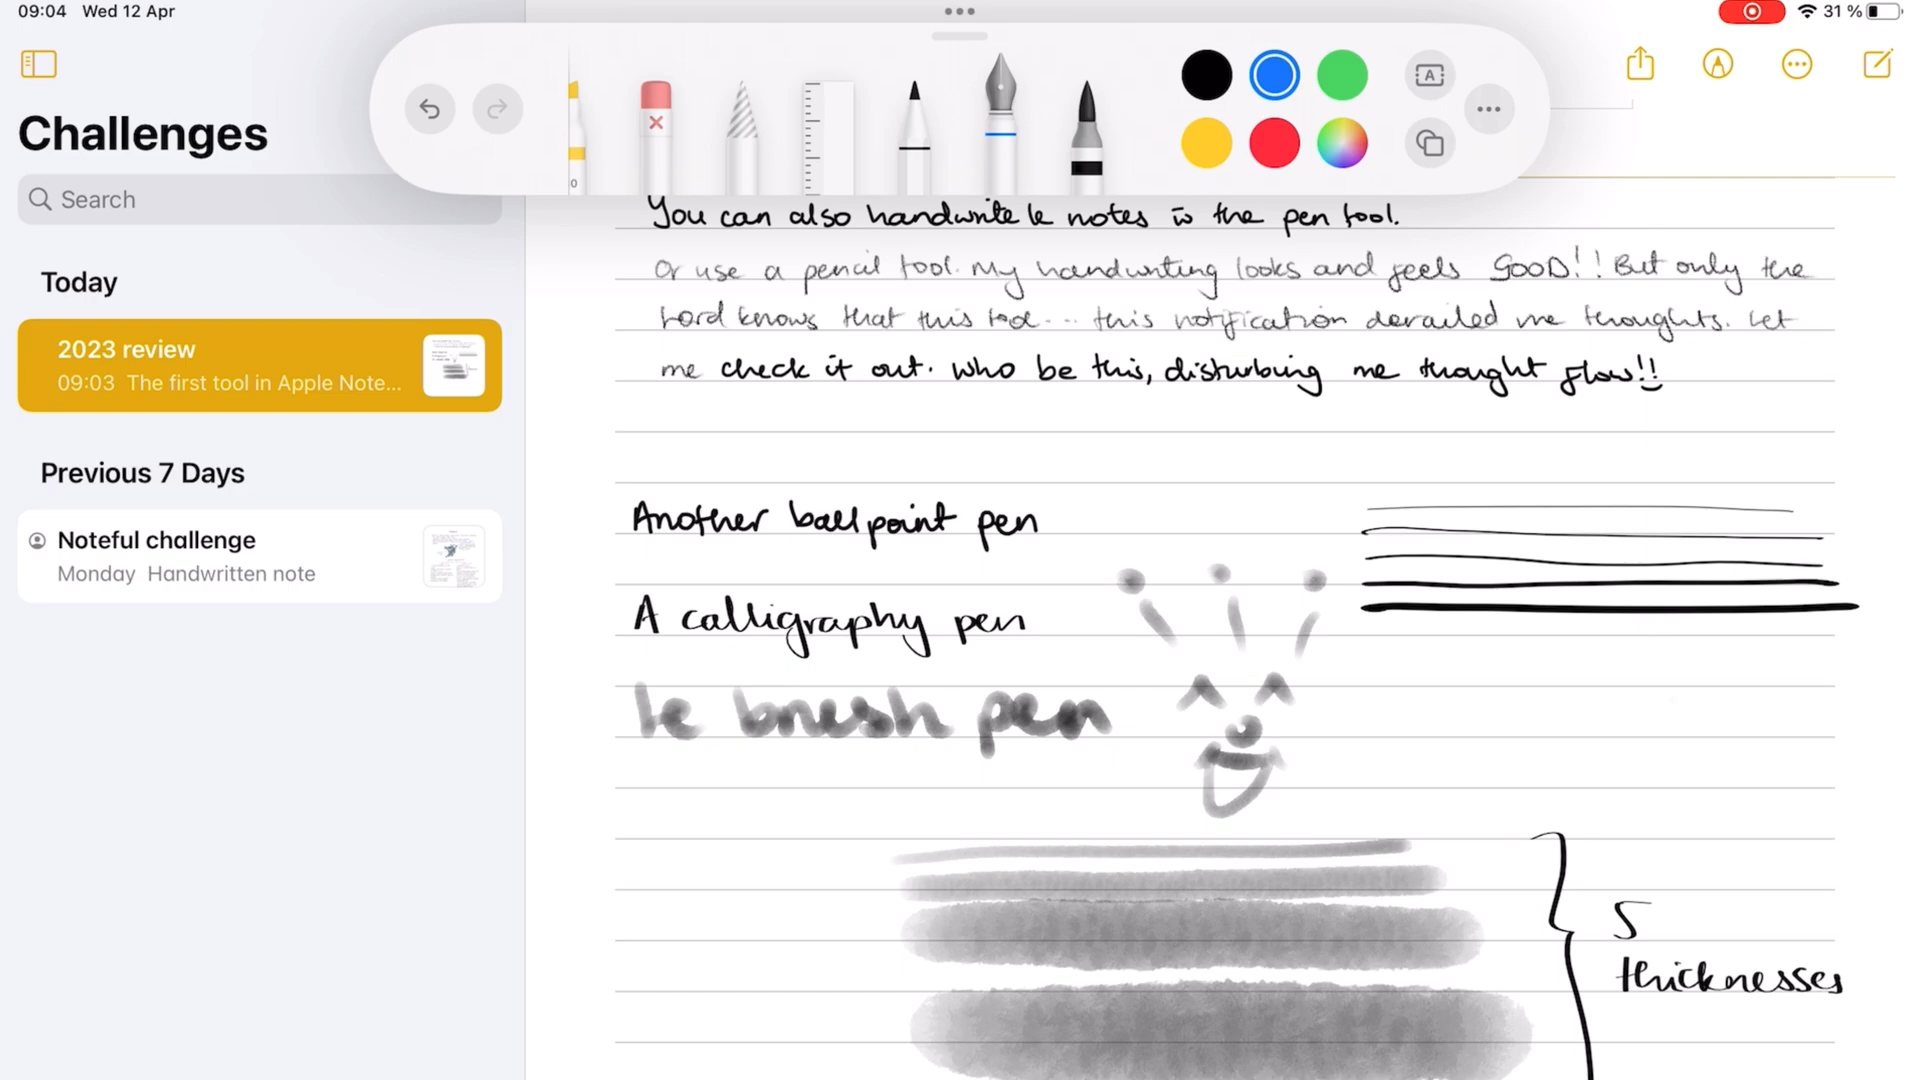 09:04 Wed 12 Apr
31 %
Challenges
Search
Today
2023 review
09:03 The first tool in Apple Note...
Previous 7 Days
Noteful challenge
Monday Handwritten note
0
A
You can also handwrite le notes is the pen tool.
Or use a pencil tool. My handwriting looks and feels GOOD!! But only the
Lord knows that this tool... this notification derailed me thoughts. Let
me check it out. Who be this, disturbing me thought flow!!
Another ballpoint pen
A calligraphy pen
le brush pen
5
thicknesses